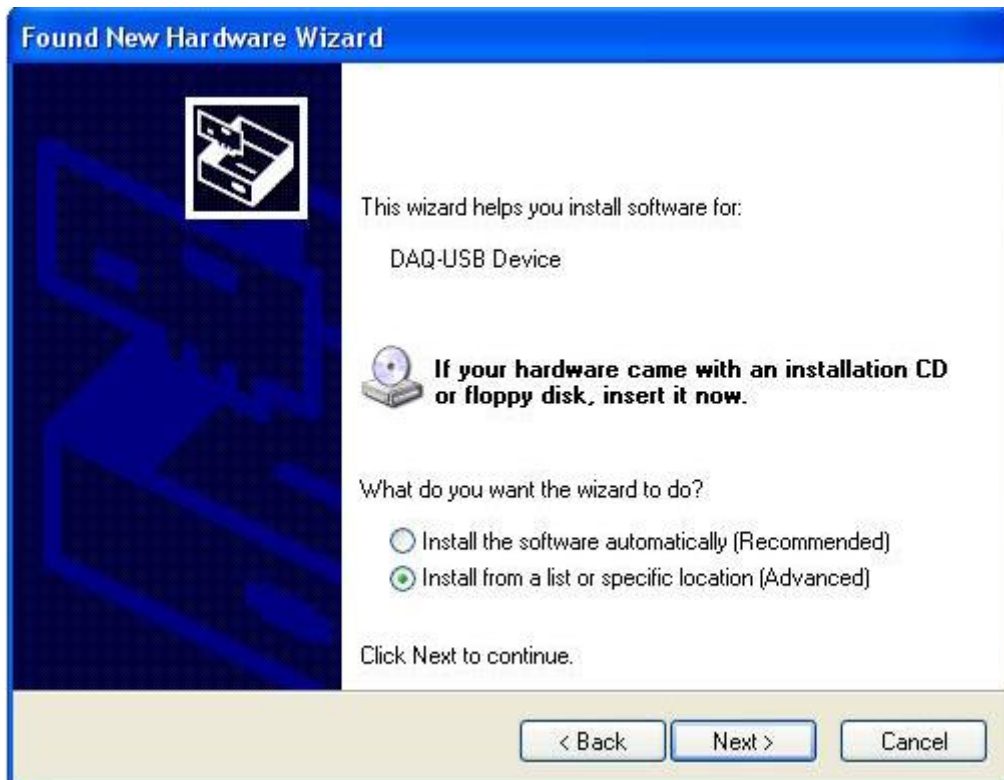 Found New Hardware Wizard
This wizard helps you install software for:
DAQ-USB Device
If your hardware came with an installation CD
or floppy disk, insert it now.
What do you want the wizard to do?
Install the software automatically (Recommended)
Install from a list or specific location (Advanced)
Click Next to continue.
< Back Next > Cancel